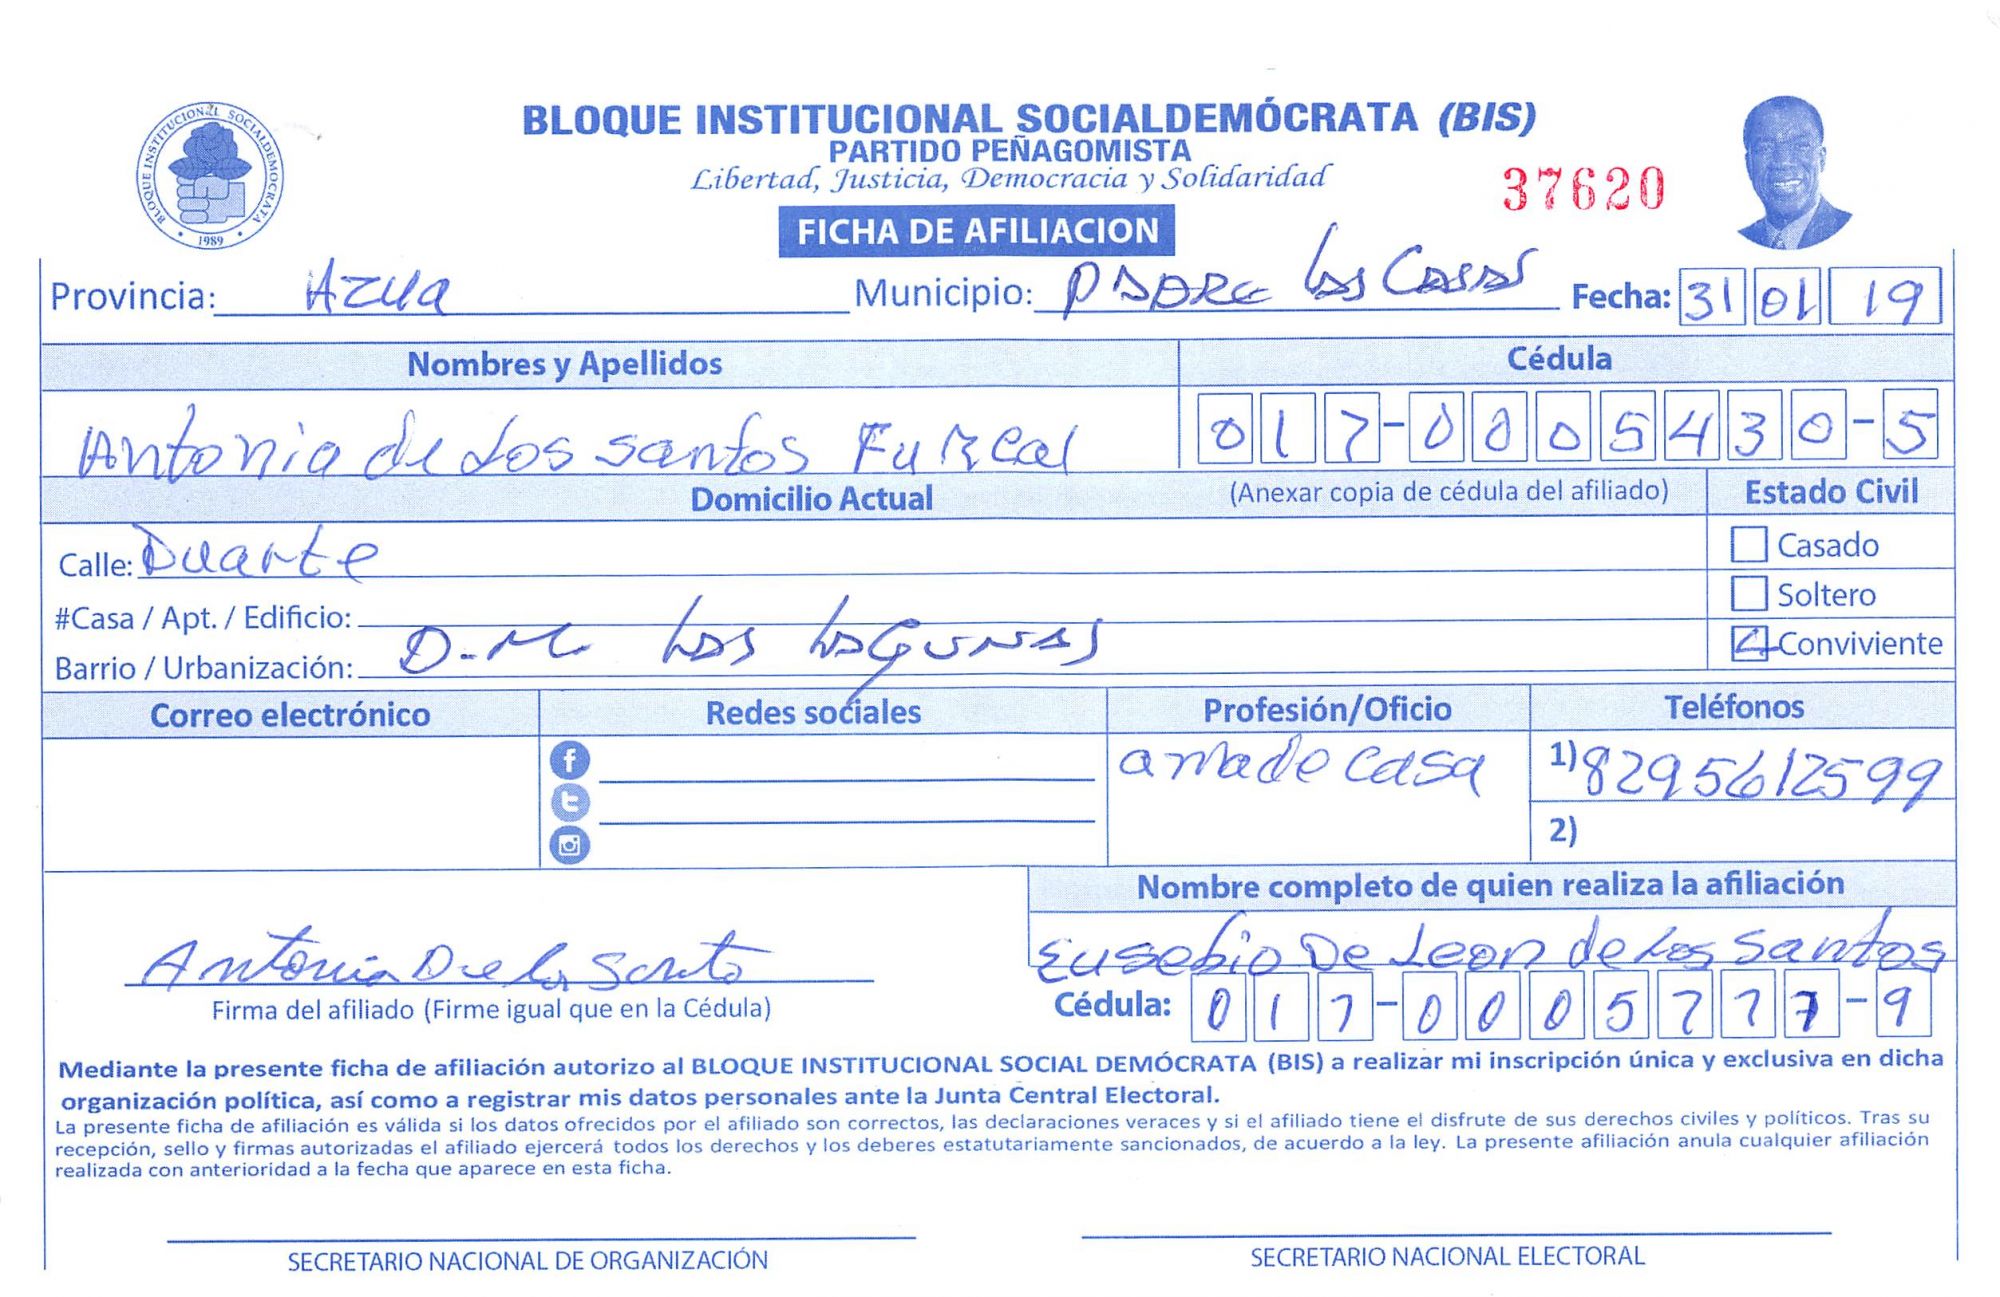 BLOQUE INSTITUCIONAL SOCIALDEMOCRATA
1989
BLOQUE INSTITUCIONAL SOCIALDEMÓCRATA (BIS)
PARTIDO PEÑAGOMISTA
Libertad, Justicia, Democracia y Solidaridad
37620
FICHA DE AFILIACION
Provincia: Azua Municipio: PADRE LAS CASAS Fecha: 31 01 19
Nombres y Apellidos Cédula
Antonia de Los santos Furcal 017-0005430-5
Domicilio Actual (Anexar copia de cédula del afiliado) Estado Civil
Calle: Duarte Casado
#Casa / Apt. / Edificio: Soltero
Barrio / Urbanización: D.M LAS LAGUNAS Conviviente
Correo electrónico Redes sociales Profesión/Oficio Teléfonos
ama de casa 1) 8295612599
2)
Nombre completo de quien realiza la afiliación
Antonia De los Santo Eusebio De Leon de Los Santos
Firma del afiliado (Firme igual que en la Cédula) Cédula: 017-0005777-9
Mediante la presente ficha de afiliación autorizo al BLOQUE INSTITUCIONAL SOCIAL DEMÓCRATA (BIS) a realizar mi inscripción única y exclusiva en dicha
organización política, así como a registrar mis datos personales ante la Junta Central Electoral.
La presente ficha de afiliación es válida si los datos ofrecidos por el afiliado son correctos, las declaraciones veraces y si el afiliado tiene el disfrute de sus derechos civiles y políticos. Tras su
recepción, sello y firmas autorizadas el afiliado ejercerá todos los derechos y los deberes estatutariamente sancionados, de acuerdo a la ley. La presente afiliación anula cualquier afiliación
realizada con anterioridad a la fecha que aparece en esta ficha.
SECRETARIO NACIONAL DE ORGANIZACIÓN SECRETARIO NACIONAL ELECTORAL